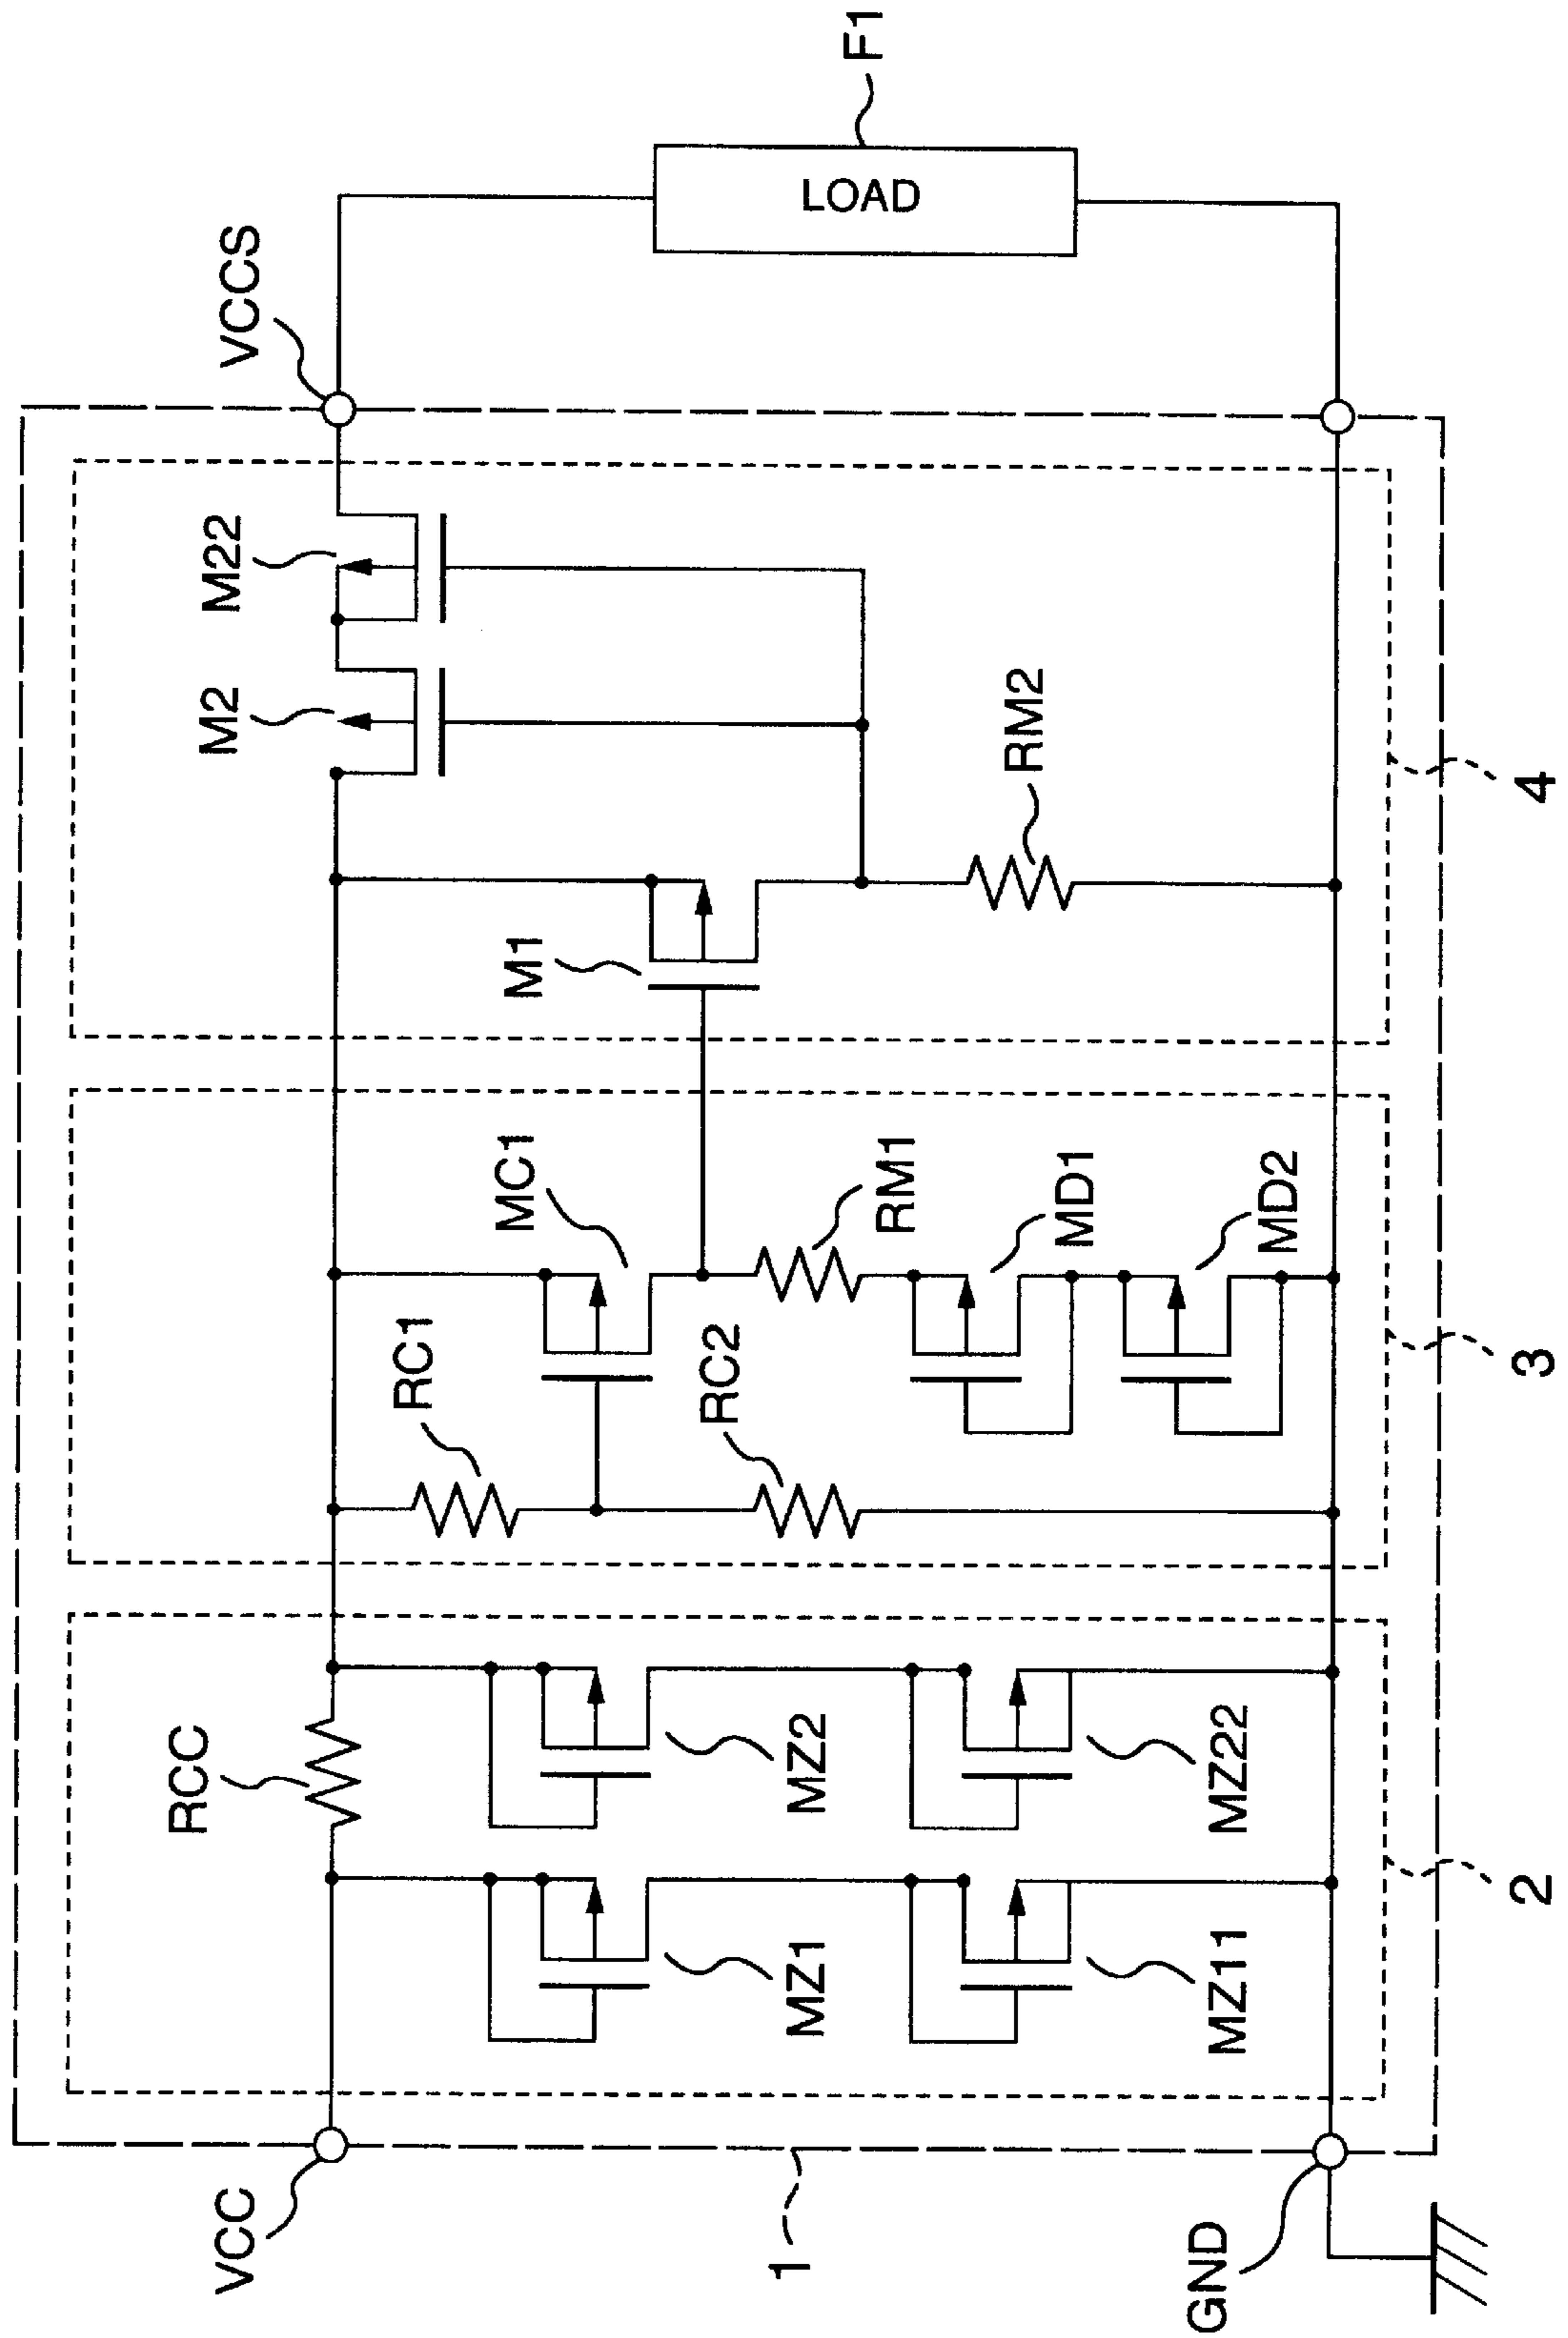 VCC
GND
1
RCC
MZ1
MZ11
MZ2
MZ22
2
RC1
RC2
MC1
RM1
MD1
MD2
3
M1
M2
M22
RM2
4
VCCS
LOAD
F1